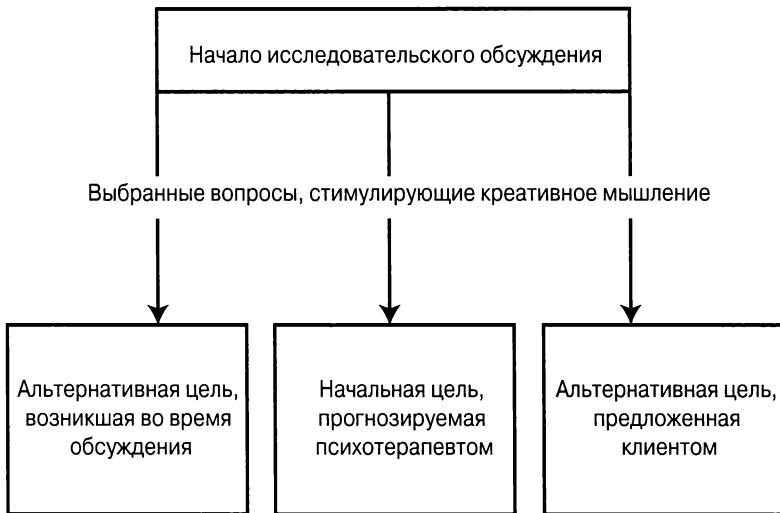 Начало исследовательского обсуждения
Выбранные вопросы, стимулирующие креативное мышление
Альтернативная цель,
возникшая во время
обсуждения
Начальная цель,
прогнозируемая
психотерапевтом
Альтернативная цель,
предложенная
клиентом